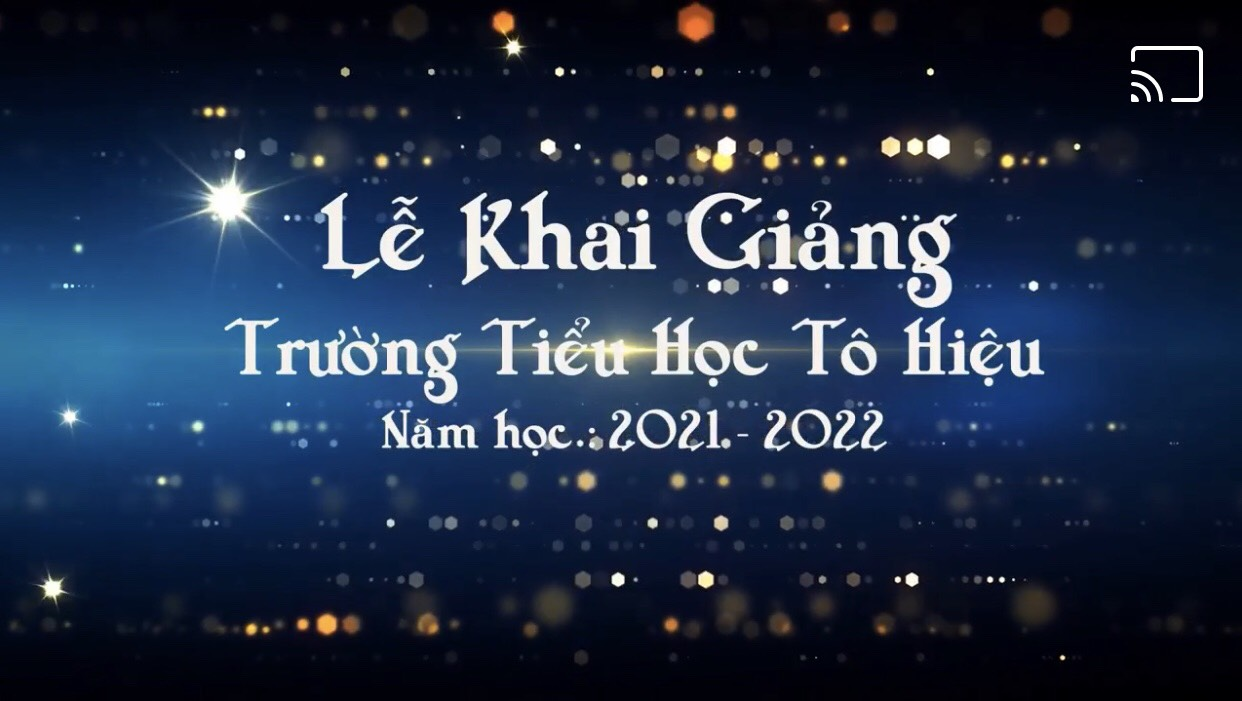 Lễ Khai Giảng
Trường Tiểu Học Tô Hiệu
Năm học : 2021 - 2022